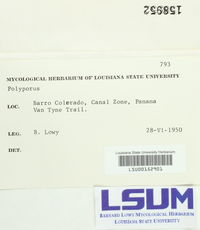 158952
793
MYCOLOGICAL HERBARIUM OF LOUISIANA STATE UNIVERSITY
Polyporus
LOC. Barro Colorado, Canal Zone, Panama
Van Tyne Trail.
LEG. B. Lowy 28-VI-1950
DET.
Louisiana State University Herbarium
LSU00162901
LSUM
BERNARD LOWY MYCOLOGICAL HERBARIUM
LOUISIANA STATE UNIVERSITY